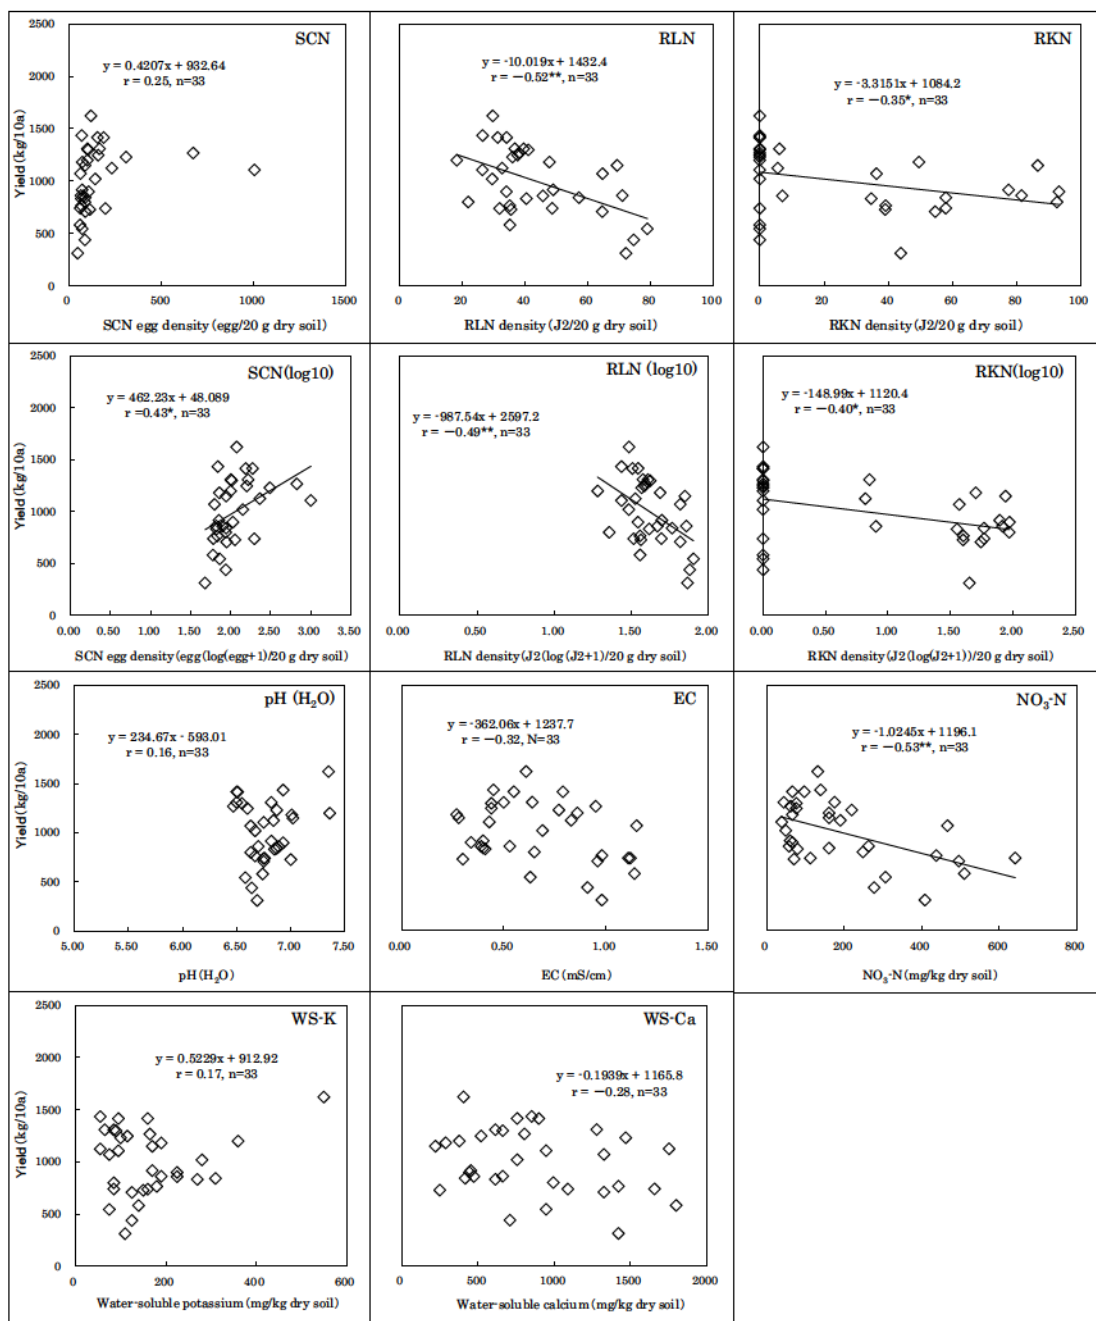 SCN
y = 0.4207x + 932.64
r = 0.25, n=33
Yield (kg/10a)
2500
2000
1500
1000
500
0
0 500 1000 1500
SCN egg density (egg/20 g dry soil)
RLN
y = -10.019x + 1432.4
r = −0.52**, n=33
0 20 40 60 80 100
RLN density (J2/20 g dry soil)
RKN
y = -3.3151x + 1084.2
r = −0.35*, n=33
0 20 40 60 80 100
RKN density (J2/20 g dry soil)
SCN(log10)
y = 462.23x + 48.089
r =0.43*, n=33
Yield (kg/10a)
2500
2000
1500
1000
500
0
0.00 0.50 1.00 1.50 2.00 2.50 3.00 3.50
SCN egg density (egg(log(egg+1)/20 g dry soil)
RLN (log10)
y = -987.54x + 2597.2
r = −0.49**, n=33
0.00 0.50 1.00 1.50 2.00
RLN density(J2(log(J2+1)/20 g dry soil)
RKN(log10)
y = -148.99x + 1120.4
r = −0.40*, n=33
0.00 0.50 1.00 1.50 2.00 2.50
RKN density (J2(log(J2+1))/20 g dry soil)
pH (H₂O)
y = 234.67x - 593.01
r = 0.16, n=33
Yield (kg/10a)
2500
2000
1500
1000
500
0
5.00 5.50 6.00 6.50 7.00 7.50
pH (H₂O)
EC
y = -362.06x + 1237.7
r = −0.32, N=33
0.00 0.50 1.00 1.50
EC (mS/cm)
NO₃-N
y = -1.0245x + 1196.1
r = −0.53**, n=33
0 200 400 600 800
NO₃-N (mg/kg dry soil)
WS-K
y = 0.5229x + 912.92
r = 0.17, n=33
Yield (kg/10a)
2500
2000
1500
1000
500
0
0 200 400 600
Water-soluble potassium (mg/kg dry soil)
WS-Ca
y = -0.1939x + 1165.8
r = −0.28, n=33
0 500 1000 1500 2000
Water-soluble calcium (mg/kg dry soil)